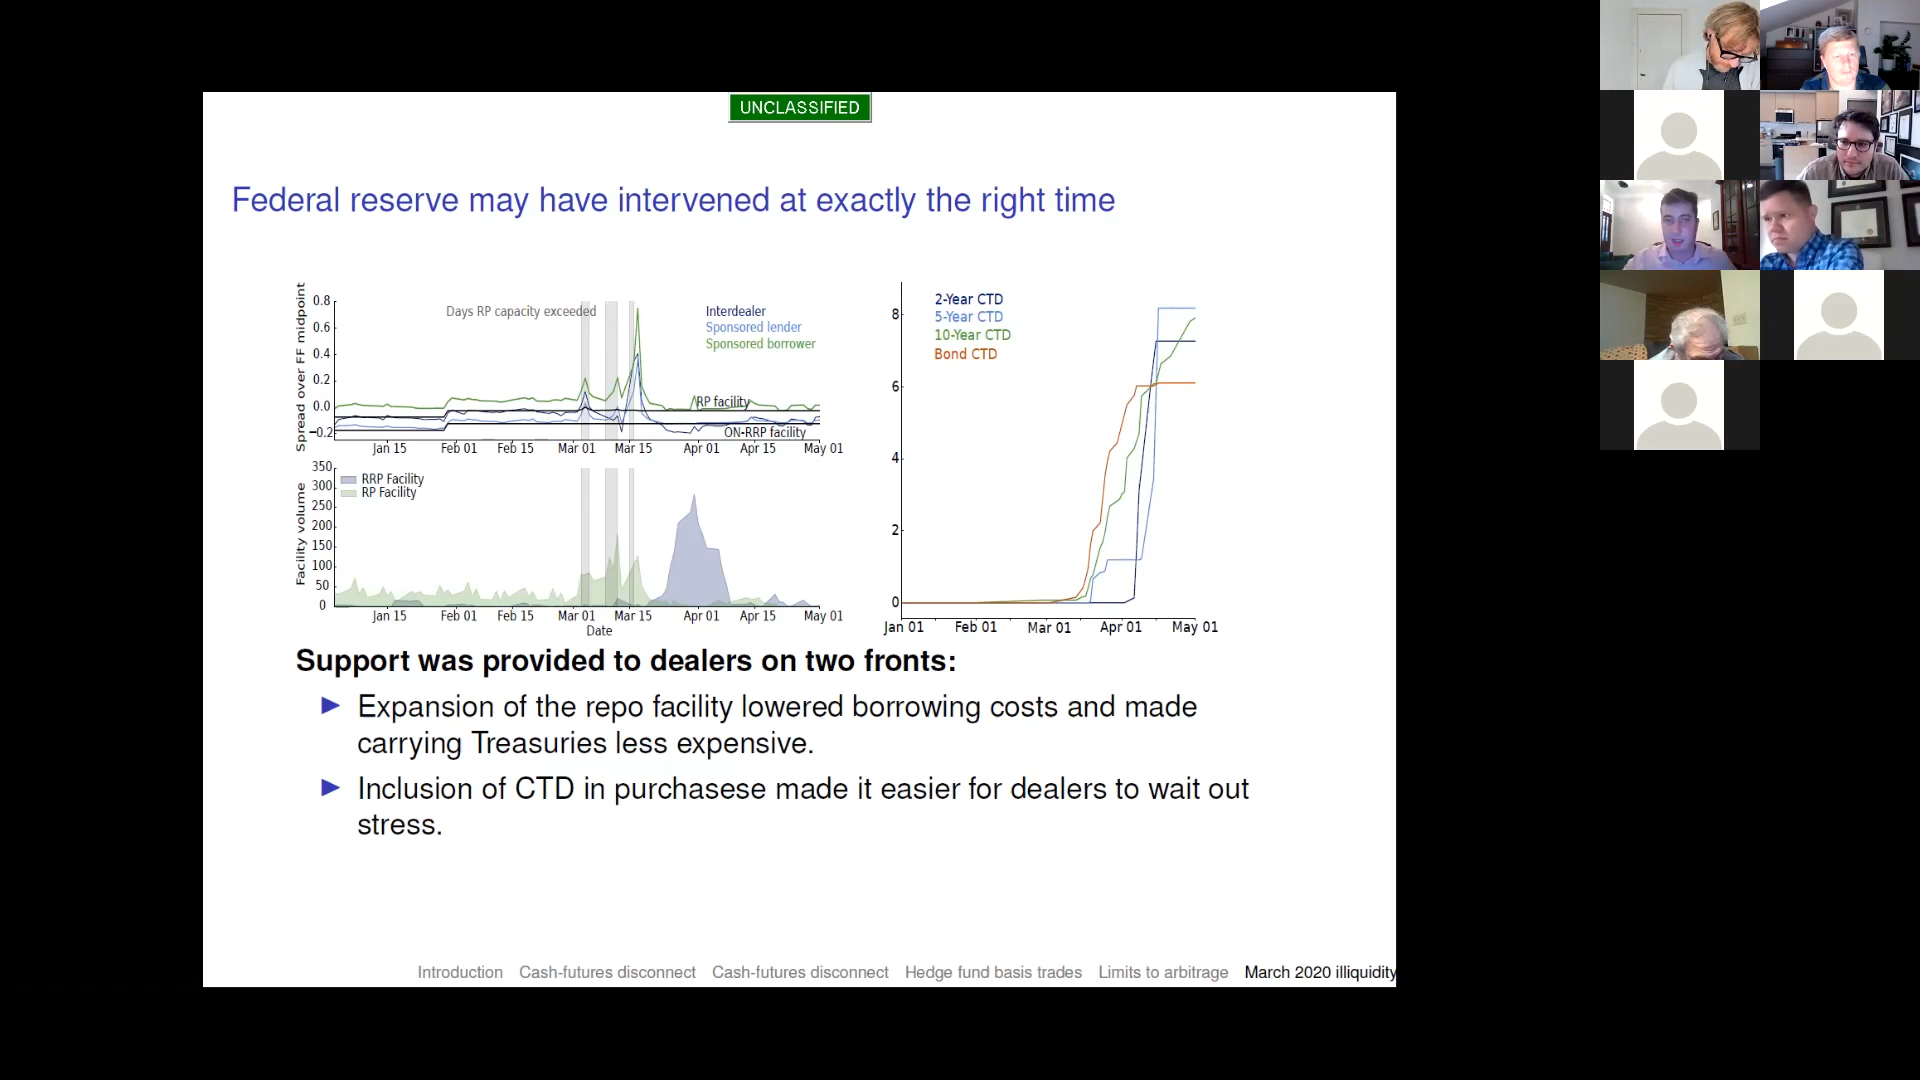 UNCLASSIFIED
Federal reserve may have intervened at exactly the right time
Spread over FF midpoint
0.8
0.6
0.4
0.2
0.0
−0.2
Days RP capacity exceeded
Interdealer
Sponsored lender
Sponsored borrower
RP facility
ON-RRP facility
Jan 15 Feb 01 Feb 15 Mar 01 Mar 15 Apr 01 Apr 15 May 01
Facility volume
350
300
250
200
150
100
50
0
RRP Facility
RP Facility
Jan 15 Feb 01 Feb 15 Mar 01 Mar 15 Apr 01 Apr 15 May 01
Date
2-Year CTD
5-Year CTD
10-Year CTD
Bond CTD
8
6
4
2
0
Jan 01 Feb 01 Mar 01 Apr 01 May 01
Support was provided to dealers on two fronts:
Expansion of the repo facility lowered borrowing costs and made
carrying Treasuries less expensive.
Inclusion of CTD in purchasese made it easier for dealers to wait out
stress.
Introduction Cash-futures disconnect Cash-futures disconnect Hedge fund basis trades Limits to arbitrage March 2020 illiquidity